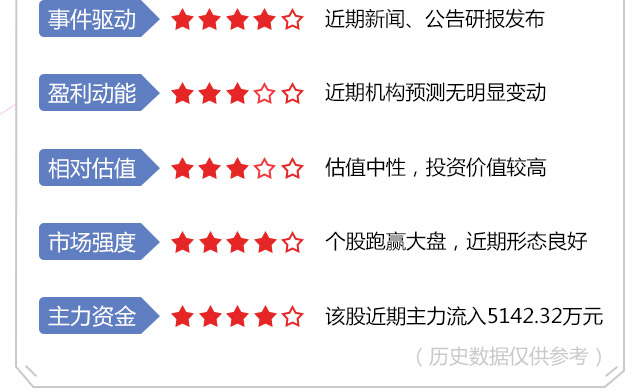 事件驱动 近期新闻、公告研报发布
盈利动能 近期机构预测无明显变动
相对估值 估值中性，投资价值较高
市场强度 个股跑赢大盘，近期形态良好
主力资金 该股近期主力流入5142.32万元
（历史数据仅供参考）